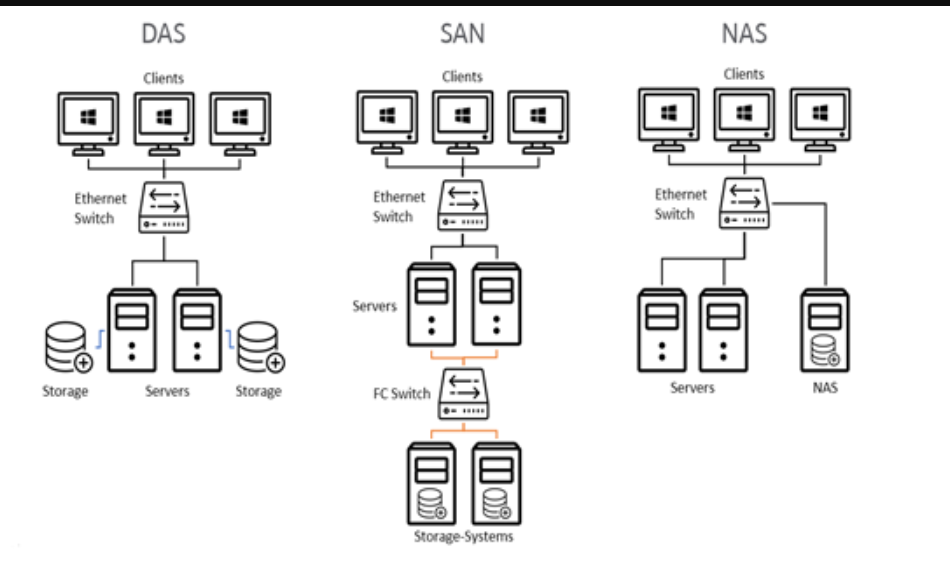 DAS
Clients
Ethernet
Switch
Storage
Servers
Storage
SAN
Clients
Ethernet
Switch
Servers
FC Switch
Storage-Systems
NAS
Clients
Ethernet
Switch
Servers
NAS